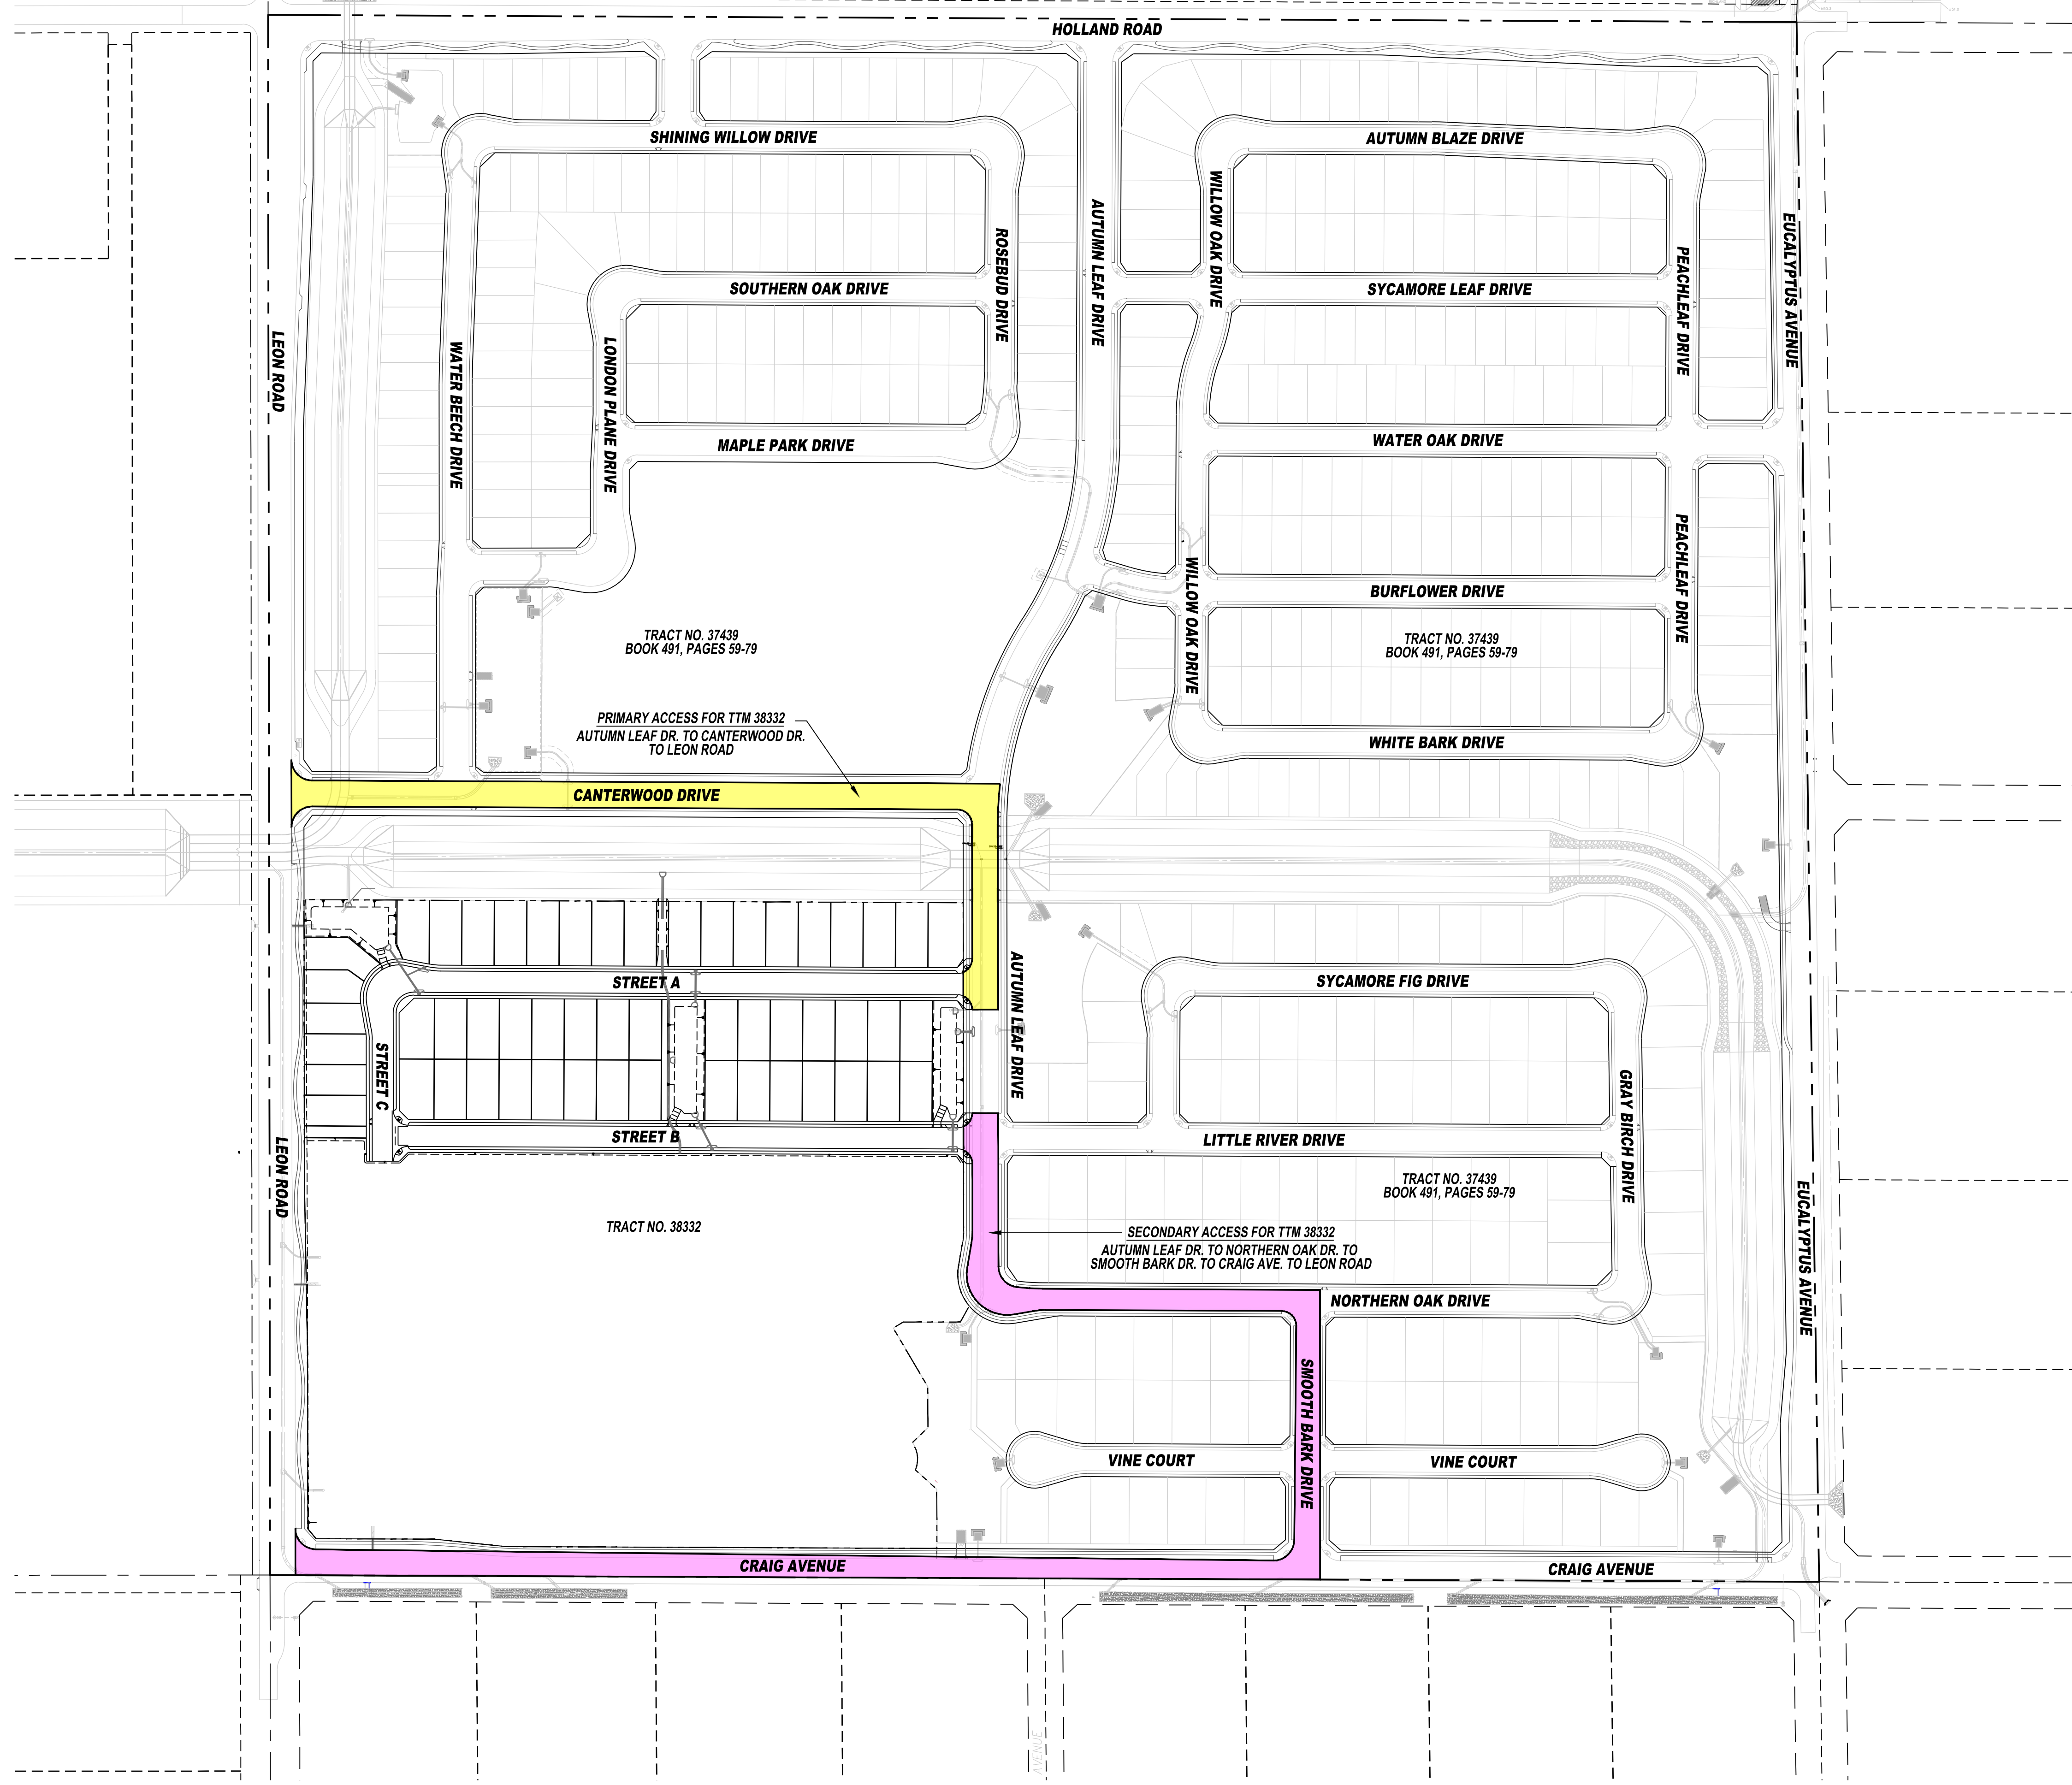 HOLLAND ROAD
SHINING WILLOW DRIVE
AUTUMN BLAZE DRIVE
WILLOW OAK DRIVE
AUTUMN LEAF DRIVE
ROSEBUD DRIVE
EUCALYPTUS AVENUE
PEACHLEAF DRIVE
SOUTHERN OAK DRIVE
SYCAMORE LEAF DRIVE
LEON ROAD
WATER BEECH DRIVE
LONDON PLANE DRIVE
MAPLE PARK DRIVE
WATER OAK DRIVE
PEACHLEAF DRIVE
WILLOW OAK DRIVE
BURFLOWER DRIVE
TRACT NO. 37439
BOOK 491, PAGES 59-79
TRACT NO. 37439
BOOK 491, PAGES 59-79
PRIMARY ACCESS FOR TTM 38332
AUTUMN LEAF DR. TO CANTERWOOD DR.
TO LEON ROAD
WHITE BARK DRIVE
CANTERWOOD DRIVE
STREET A
AUTUMN LEAF DRIVE
SYCAMORE FIG DRIVE
STREET C
GRAY BIRCH DRIVE
STREET B
LITTLE RIVER DRIVE
LEON ROAD
TRACT NO. 37439
BOOK 491, PAGES 59-79
EUCALYPTUS AVENUE
TRACT NO. 38332
SECONDARY ACCESS FOR TTM 38332
AUTUMN LEAF DR. TO NORTHERN OAK DR. TO
SMOOTH BARK DR. TO CRAIG AVE. TO LEON ROAD
NORTHERN OAK DRIVE
SMOOTH BARK DRIVE
VINE COURT
VINE COURT
CRAIG AVENUE
CRAIG AVENUE
AVENUE